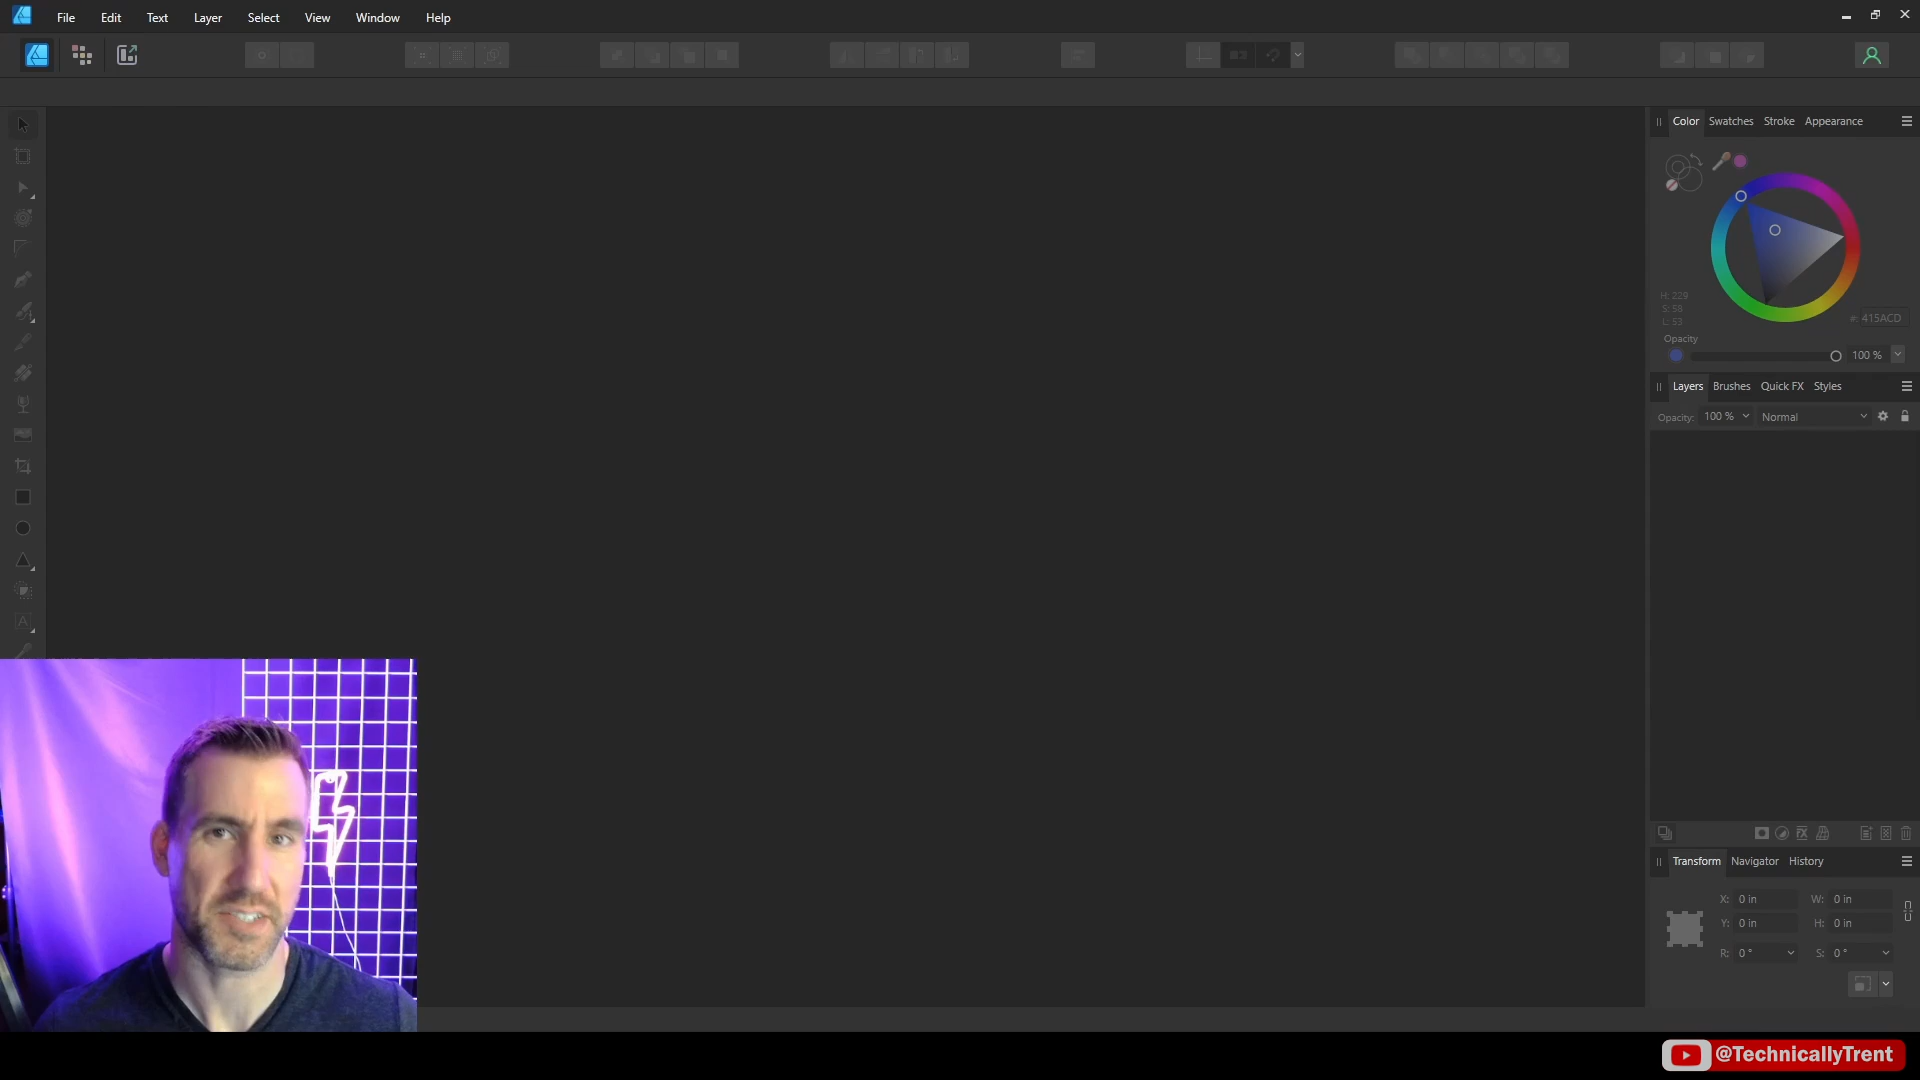 File Edit Text Layer Select View Window Help
Color Swatches Stroke Appearance
H: 229
S: 58
L: 53
#: 415ACD
Opacity
100 %
Layers Brushes Quick FX Styles
Opacity: 100 % Normal
Transform Navigator History
X: 0 in W: 0 in
Y: 0 in H: 0 in
R: 0 ° S: 0 °
@TechnicallyTrent